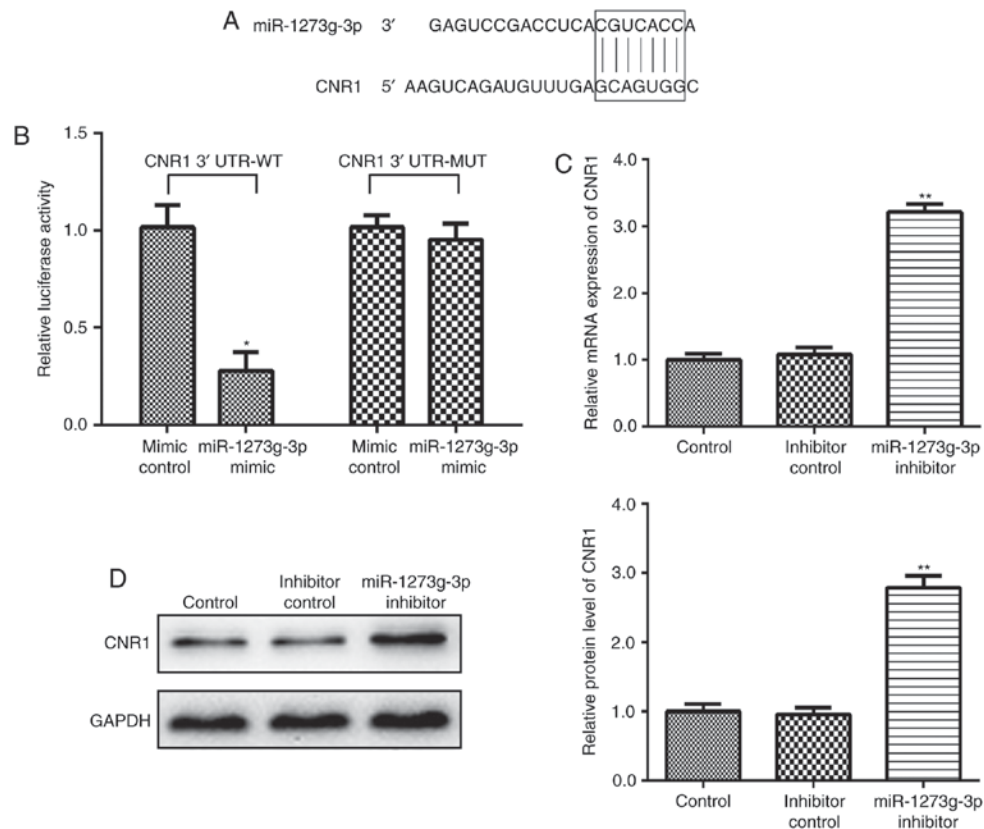 A
miR-1273g-3p 3′ GAGUCCGACCUCACGUCACCA
CNR1 5′ AAGUCAGAUGUUUGAGCAGUGGC
B
1.5
1.0
0.5
0.0
Relative luciferase activity
CNR1 3′ UTR-WT
CNR1 3′ UTR-MUT
*
Mimic control
miR-1273g-3p mimic
Mimic control
miR-1273g-3p mimic
C
4.0
3.0
2.0
1.0
0.0
Relative mRNA expression of CNR1
**
Control
Inhibitor control
miR-1273g-3p inhibitor
D
Control
Inhibitor control
miR-1273g-3p inhibitor
CNR1
GAPDH
4.0
3.0
2.0
1.0
0.0
Relative protein level of CNR1
**
Control
Inhibitor control
miR-1273g-3p inhibitor